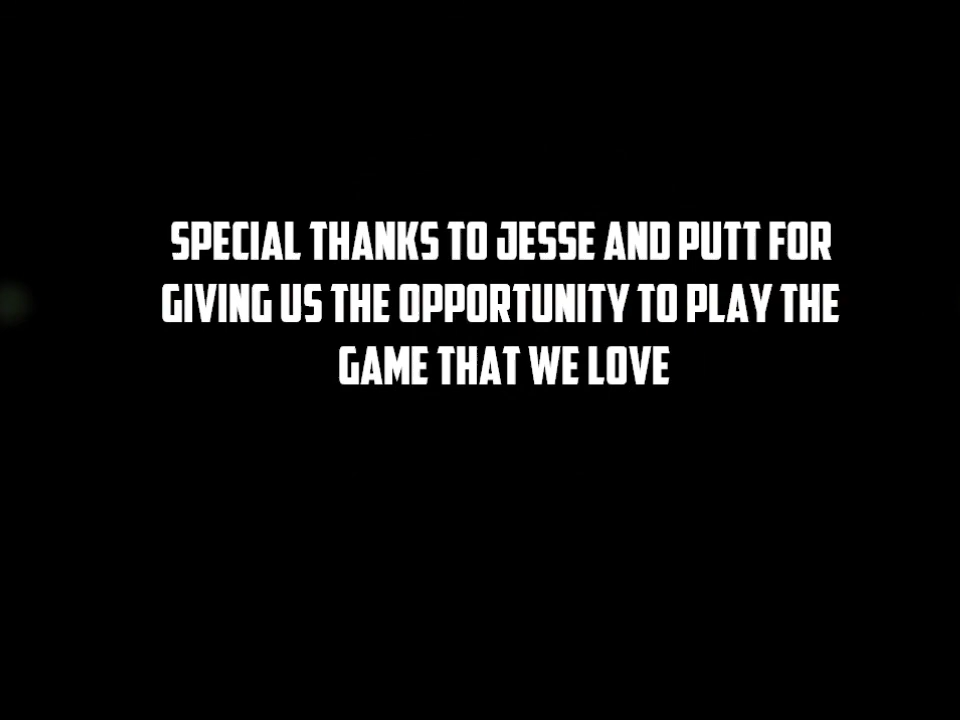 SPECIAL THANKS TO JESSE AND PUTT FOR
GIVING US THE OPPORTUNITY TO PLAY THE
GAME THAT WE LOVE